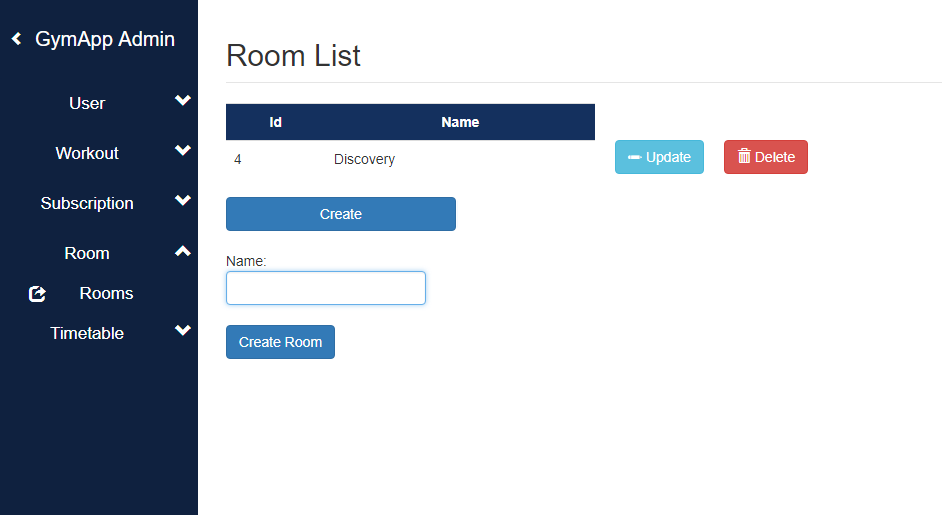 GymApp Admin
User
Workout
Subscription
Room
Rooms
Timetable
Room List
Id Name
4 Discovery Update Delete
Create
Name:
Create Room